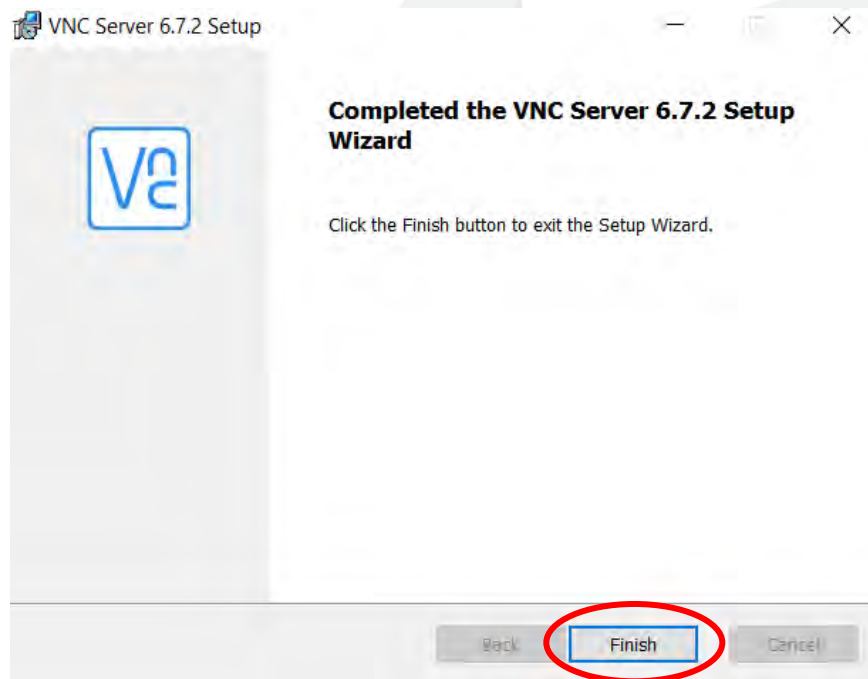 VNC Server 6.7.2 Setup
Completed the VNC Server 6.7.2 Setup
Wizard
Vnc
Click the Finish button to exit the Setup Wizard.
Back
Finish
Cancel